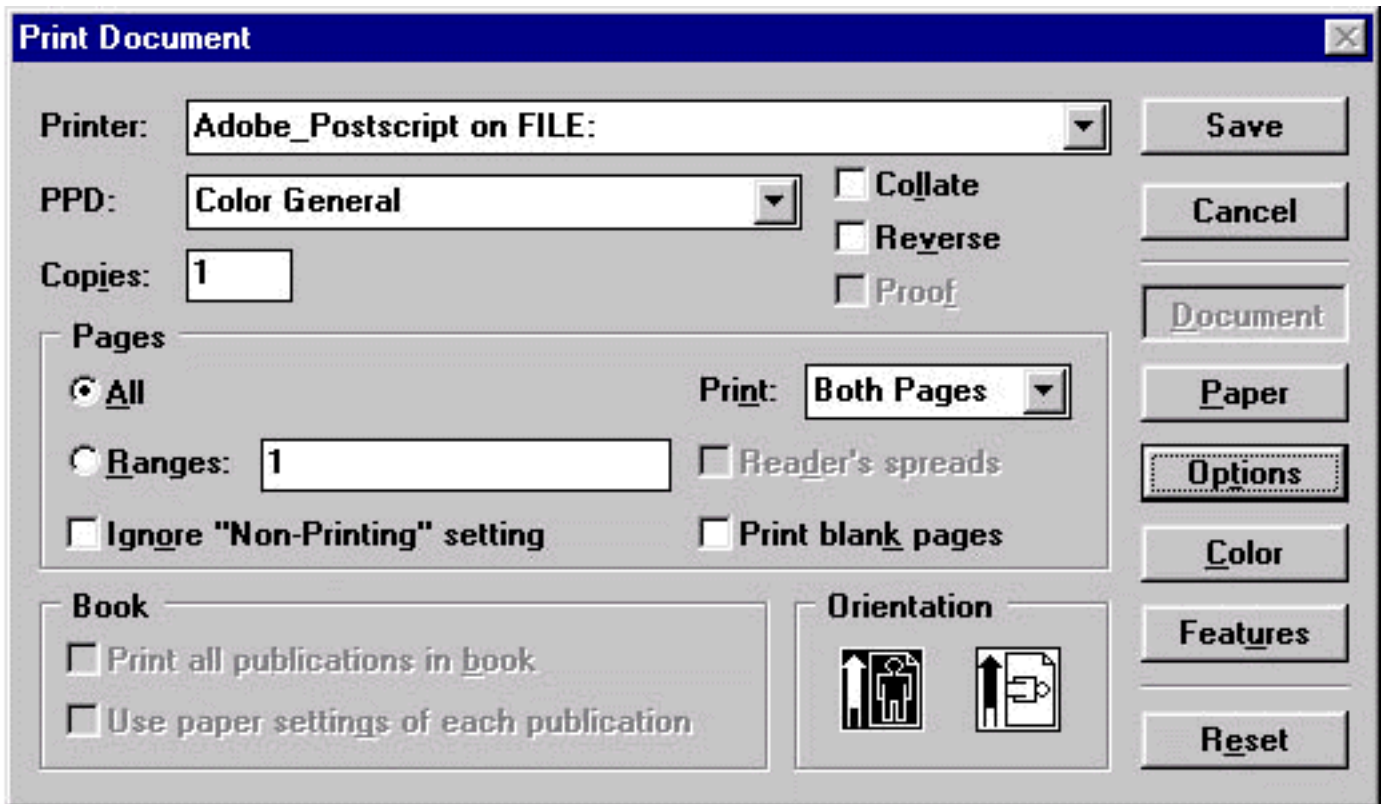 Print Document
Printer: Adobe_Postscript on FILE: Save
PPD: Color General Collate Cancel
Reverse
Copies: 1 Proof
Document
Pages
All Print: Both Pages Paper
Ranges: 1 Reader's spreads Options
Ignore "Non-Printing" setting Print blank pages Color
Book Orientation
Features
Print all publications in book
Use paper settings of each publication
Reset